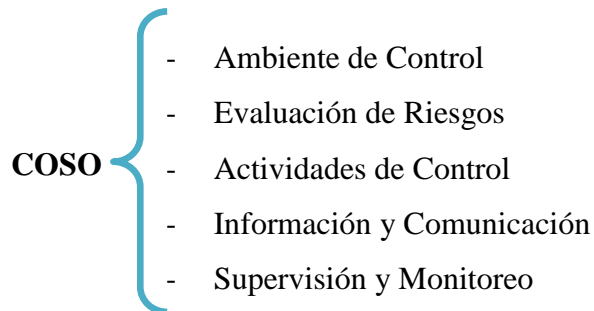 - Ambiente de Control
- Evaluación de Riesgos
COSO
- Actividades de Control
- Información y Comunicación
- Supervisión y Monitoreo